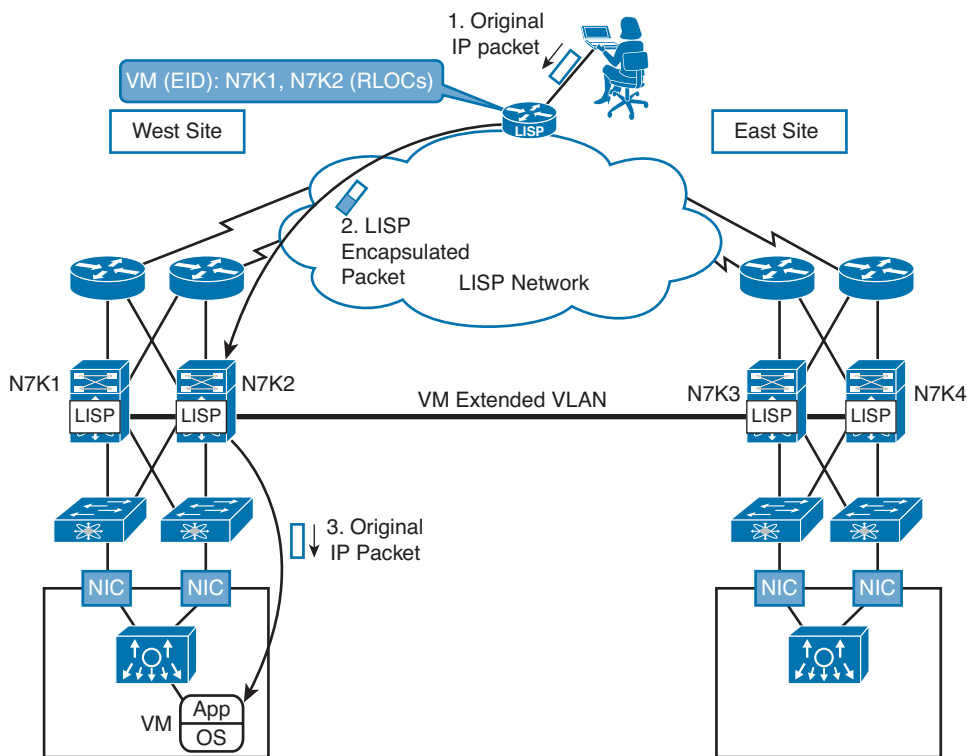 1. Original
IP packet
VM (EID): N7K1, N7K2 (RLOCs)
LISP
West Site
East Site
2. LISP
Encapsulated
Packet
LISP Network
N7K1
N7K2
N7K3
N7K4
VM Extended VLAN
LISP
LISP
LISP
LISP
3. Original
IP Packet
NIC
NIC
NIC
NIC
VM
App
OS